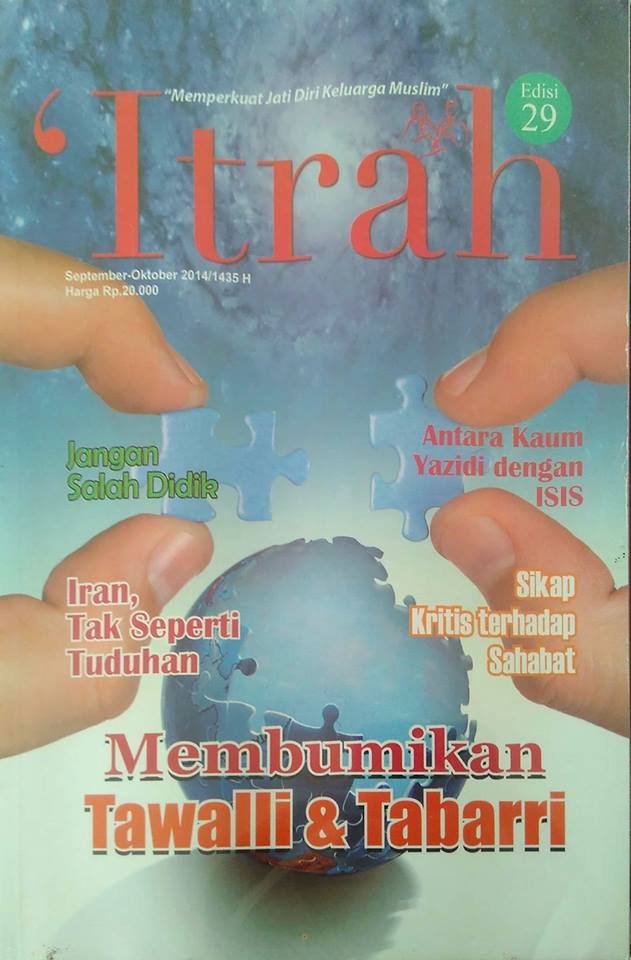 "Memperkuat Jati Diri Keluarga Muslim"
Edisi
29
'Itrah
September-Oktober 2014/1435 H
Harga Rp.20.000
Jangan
Salah Didik
Antara Kaum
Yazidi dengan
ISIS
Iran,
Tak Seperti
Tuduhan
Sikap
Kritis terhadap
Sahabat
Membumikan
Tawalli & Tabarri